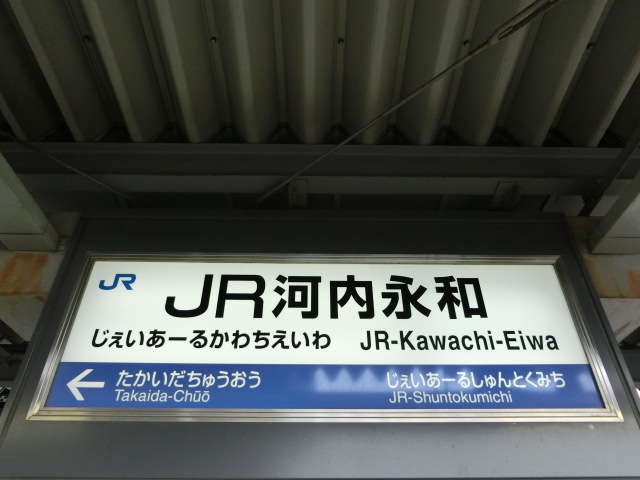 JR
JR河内永和
じぇいあーるかわちえいわ JR-Kawachi-Eiwa
← たかいだちゅうおう じぇいあーるしゅんとくみち
Takaida-Chūō JR-Shuntokumichi